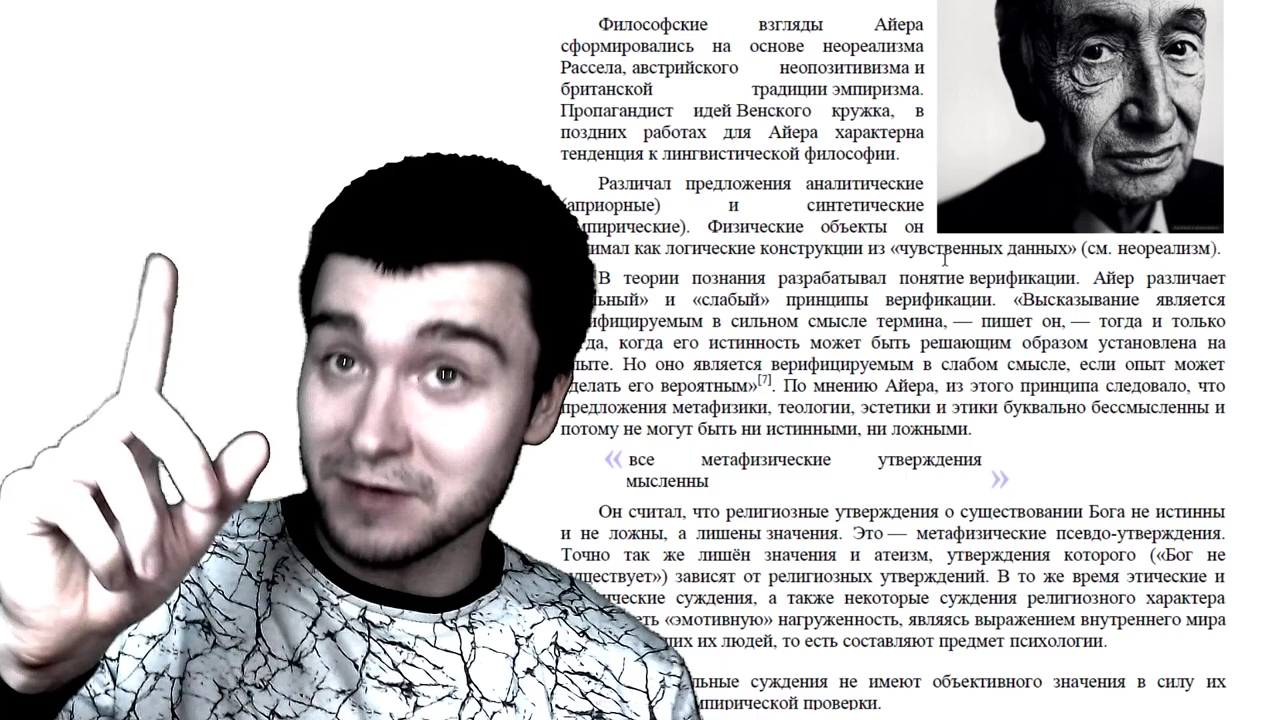 Философские взгляды Айера
сформировались на основе неореализма
Рассела, австрийского неопозитивизма и
британской традиции эмпиризма.
Пропагандист идей Венского кружка, в
поздних работах для Айера характерна
тенденция к лингвистической философии.
Различал предложения аналитические
(априорные) и синтетические
Физические объекты он
как логические конструкции из «чувственных данных» (см. неореализм).
В теории познания разрабатывал понятие верификации. Айер различает
и «слабый» принципы верификации. «Высказывание является
в сильном смысле термина, — пишет он, — тогда и только
когда его истинность может быть решающим образом установлена на
Но оно является верифицируемым в слабом смысле, если опыт может
сделать его вероятным»[7]. По мнению Айера, из этого принципа следовало, что
предложения метафизики, теологии, эстетики и этики буквально бессмысленны и
потому не могут быть ни истинными, ни ложными.
« все метафизические утверждения
мысленны »
Он считал, что религиозные утверждения о существовании Бога не истинны
и не ложны, а лишены значения. Это — метафизические псевдо-утверждения.
Точно так же лишён значения и атеизм, утверждения которого («Бог не
существует») зависят от религиозных утверждений. В то же время этические и
суждения, а также некоторые суждения религиозного характера
«эмотивную» нагруженность, являясь выражением внутреннего мира
их людей, то есть составляют предмет психологии.
суждения не имеют объективного значения в силу их
эмпирической проверки.